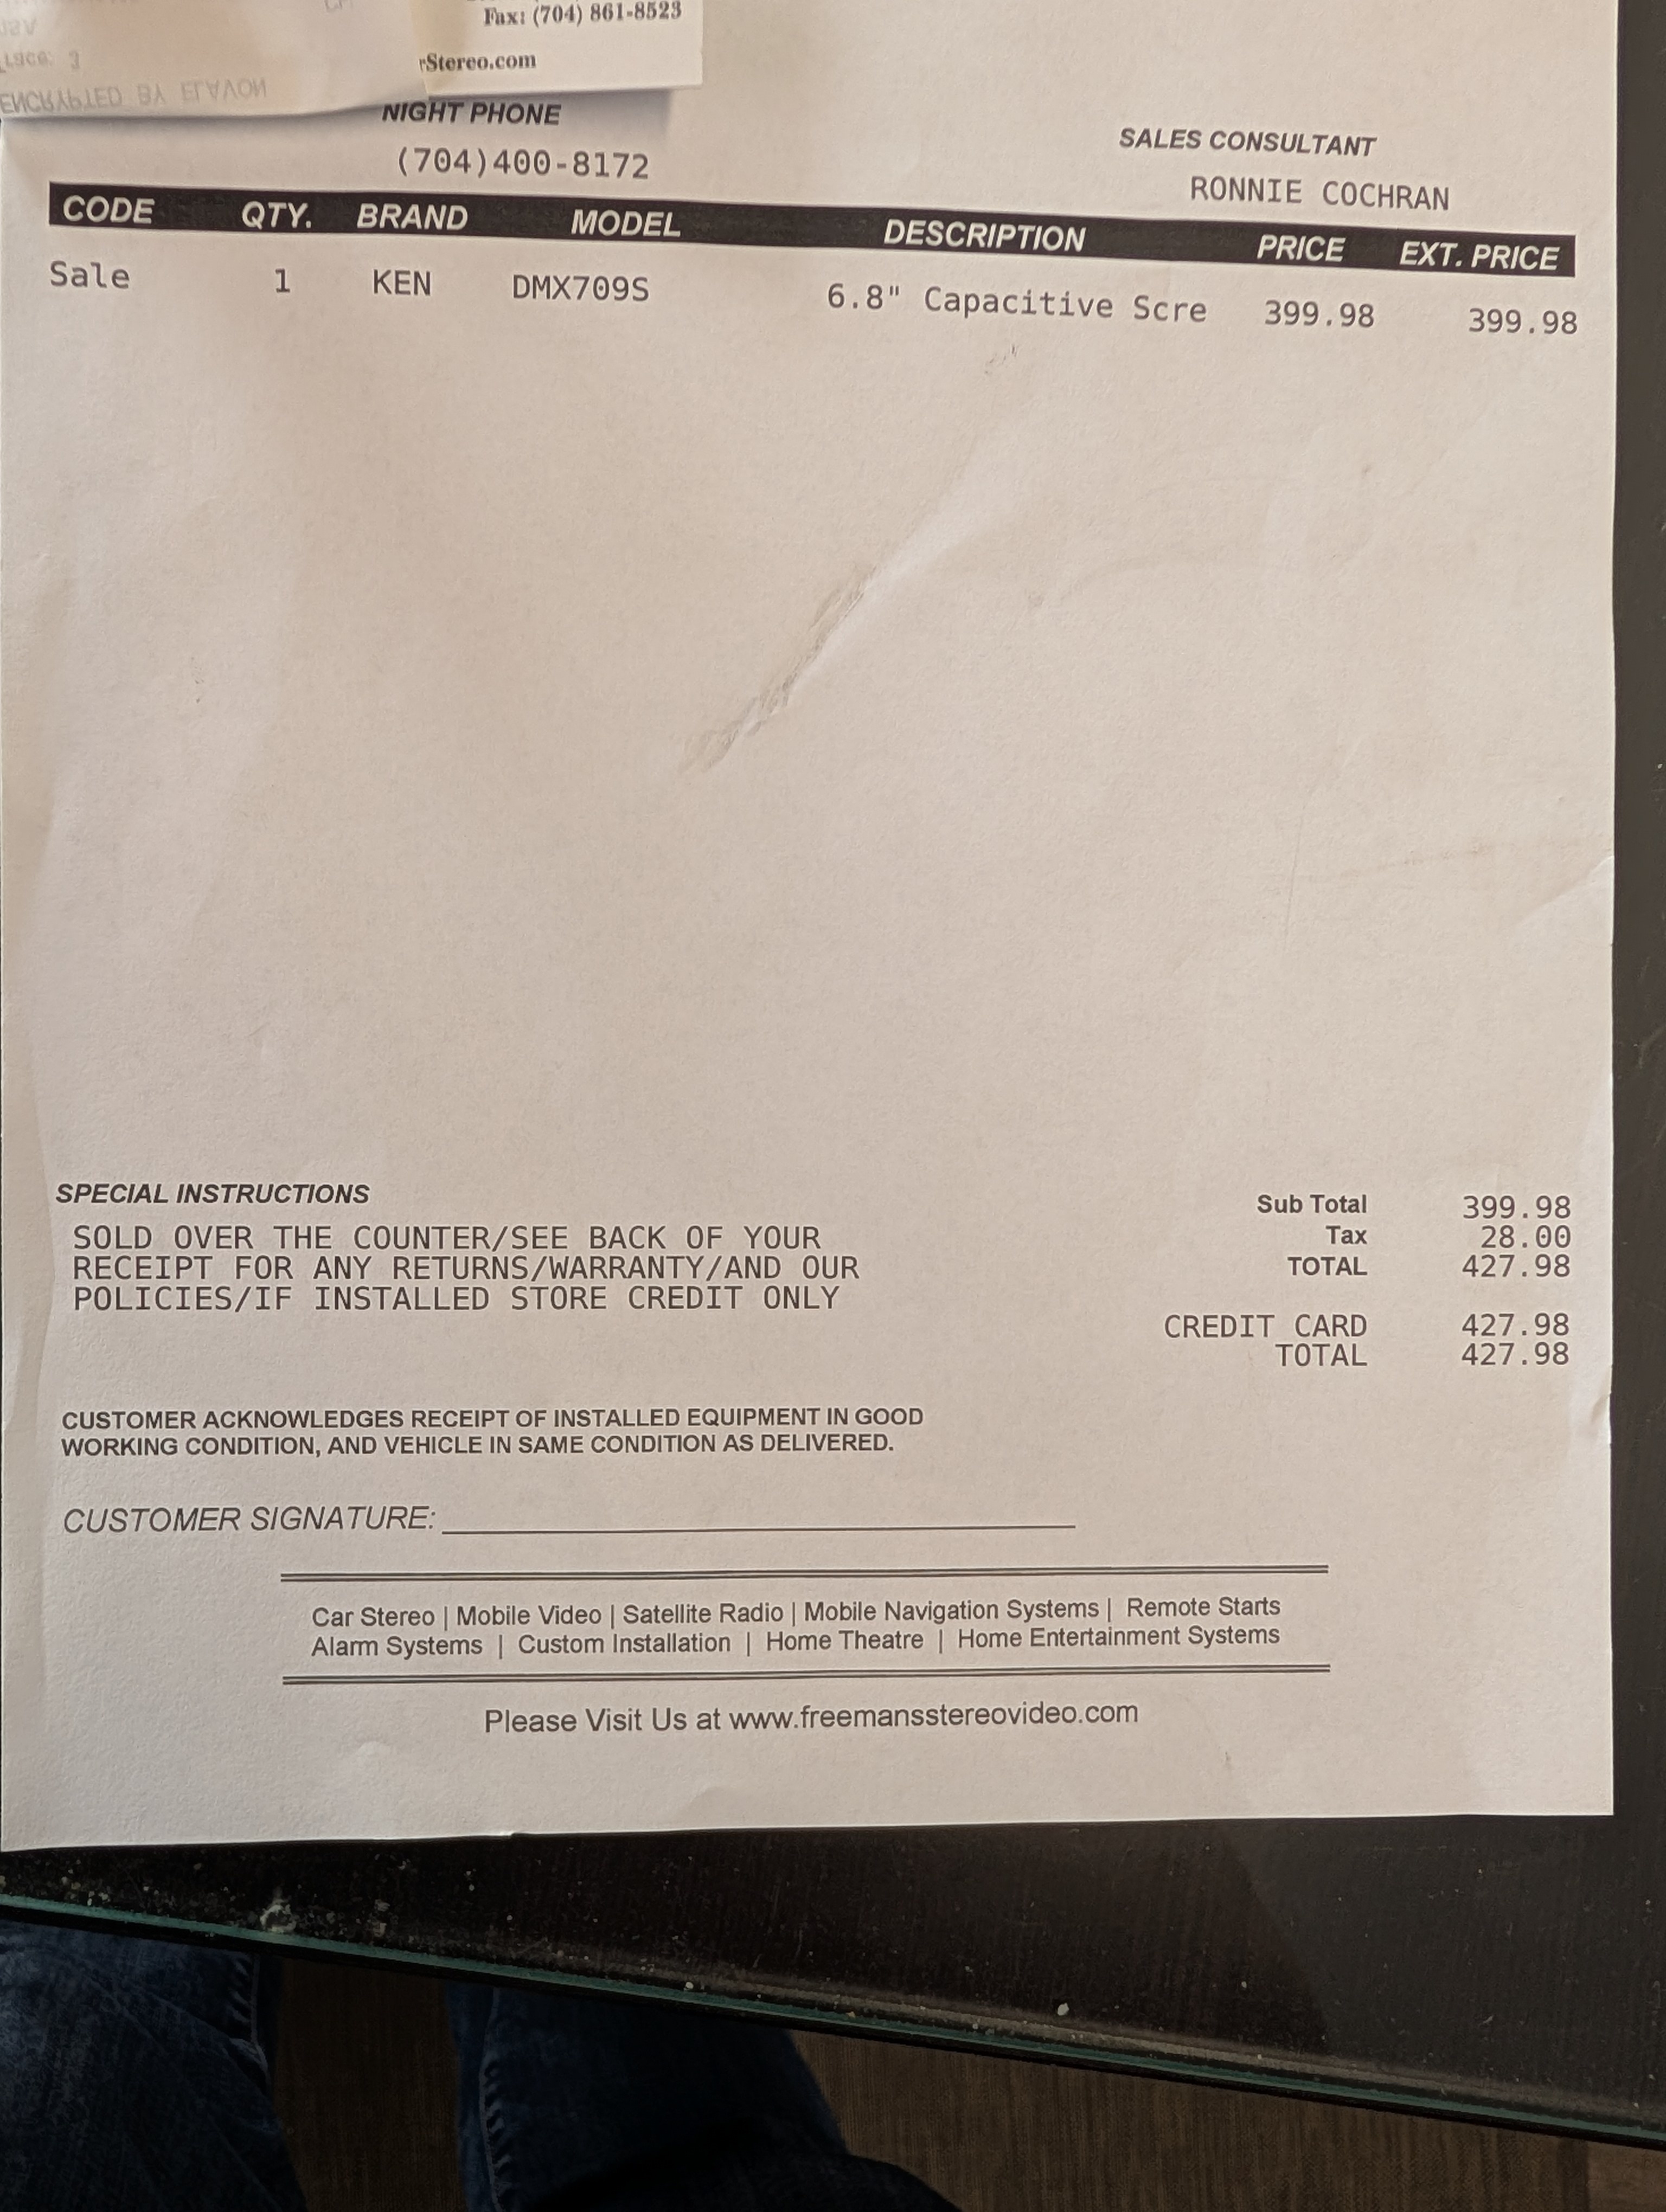 Fax: (704) 861-8523
rStereo.com
ENCRYPTED BY ELAVON
NIGHT PHONE
(704)400-8172
SALES CONSULTANT
RONNIE COCHRAN
CODE QTY. BRAND MODEL DESCRIPTION PRICE EXT. PRICE
Sale 1 KEN DMX709S 6.8" Capacitive Scre 399.98 399.98
SPECIAL INSTRUCTIONS
SOLD OVER THE COUNTER/SEE BACK OF YOUR
RECEIPT FOR ANY RETURNS/WARRANTY/AND OUR
POLICIES/IF INSTALLED STORE CREDIT ONLY
Sub Total 399.98
Tax 28.00
TOTAL 427.98
CREDIT CARD 427.98
TOTAL 427.98
CUSTOMER ACKNOWLEDGES RECEIPT OF INSTALLED EQUIPMENT IN GOOD
WORKING CONDITION, AND VEHICLE IN SAME CONDITION AS DELIVERED.
CUSTOMER SIGNATURE:
Car Stereo | Mobile Video | Satellite Radio | Mobile Navigation Systems | Remote Starts
Alarm Systems | Custom Installation | Home Theatre | Home Entertainment Systems
Please Visit Us at www.freemansstereovideo.com